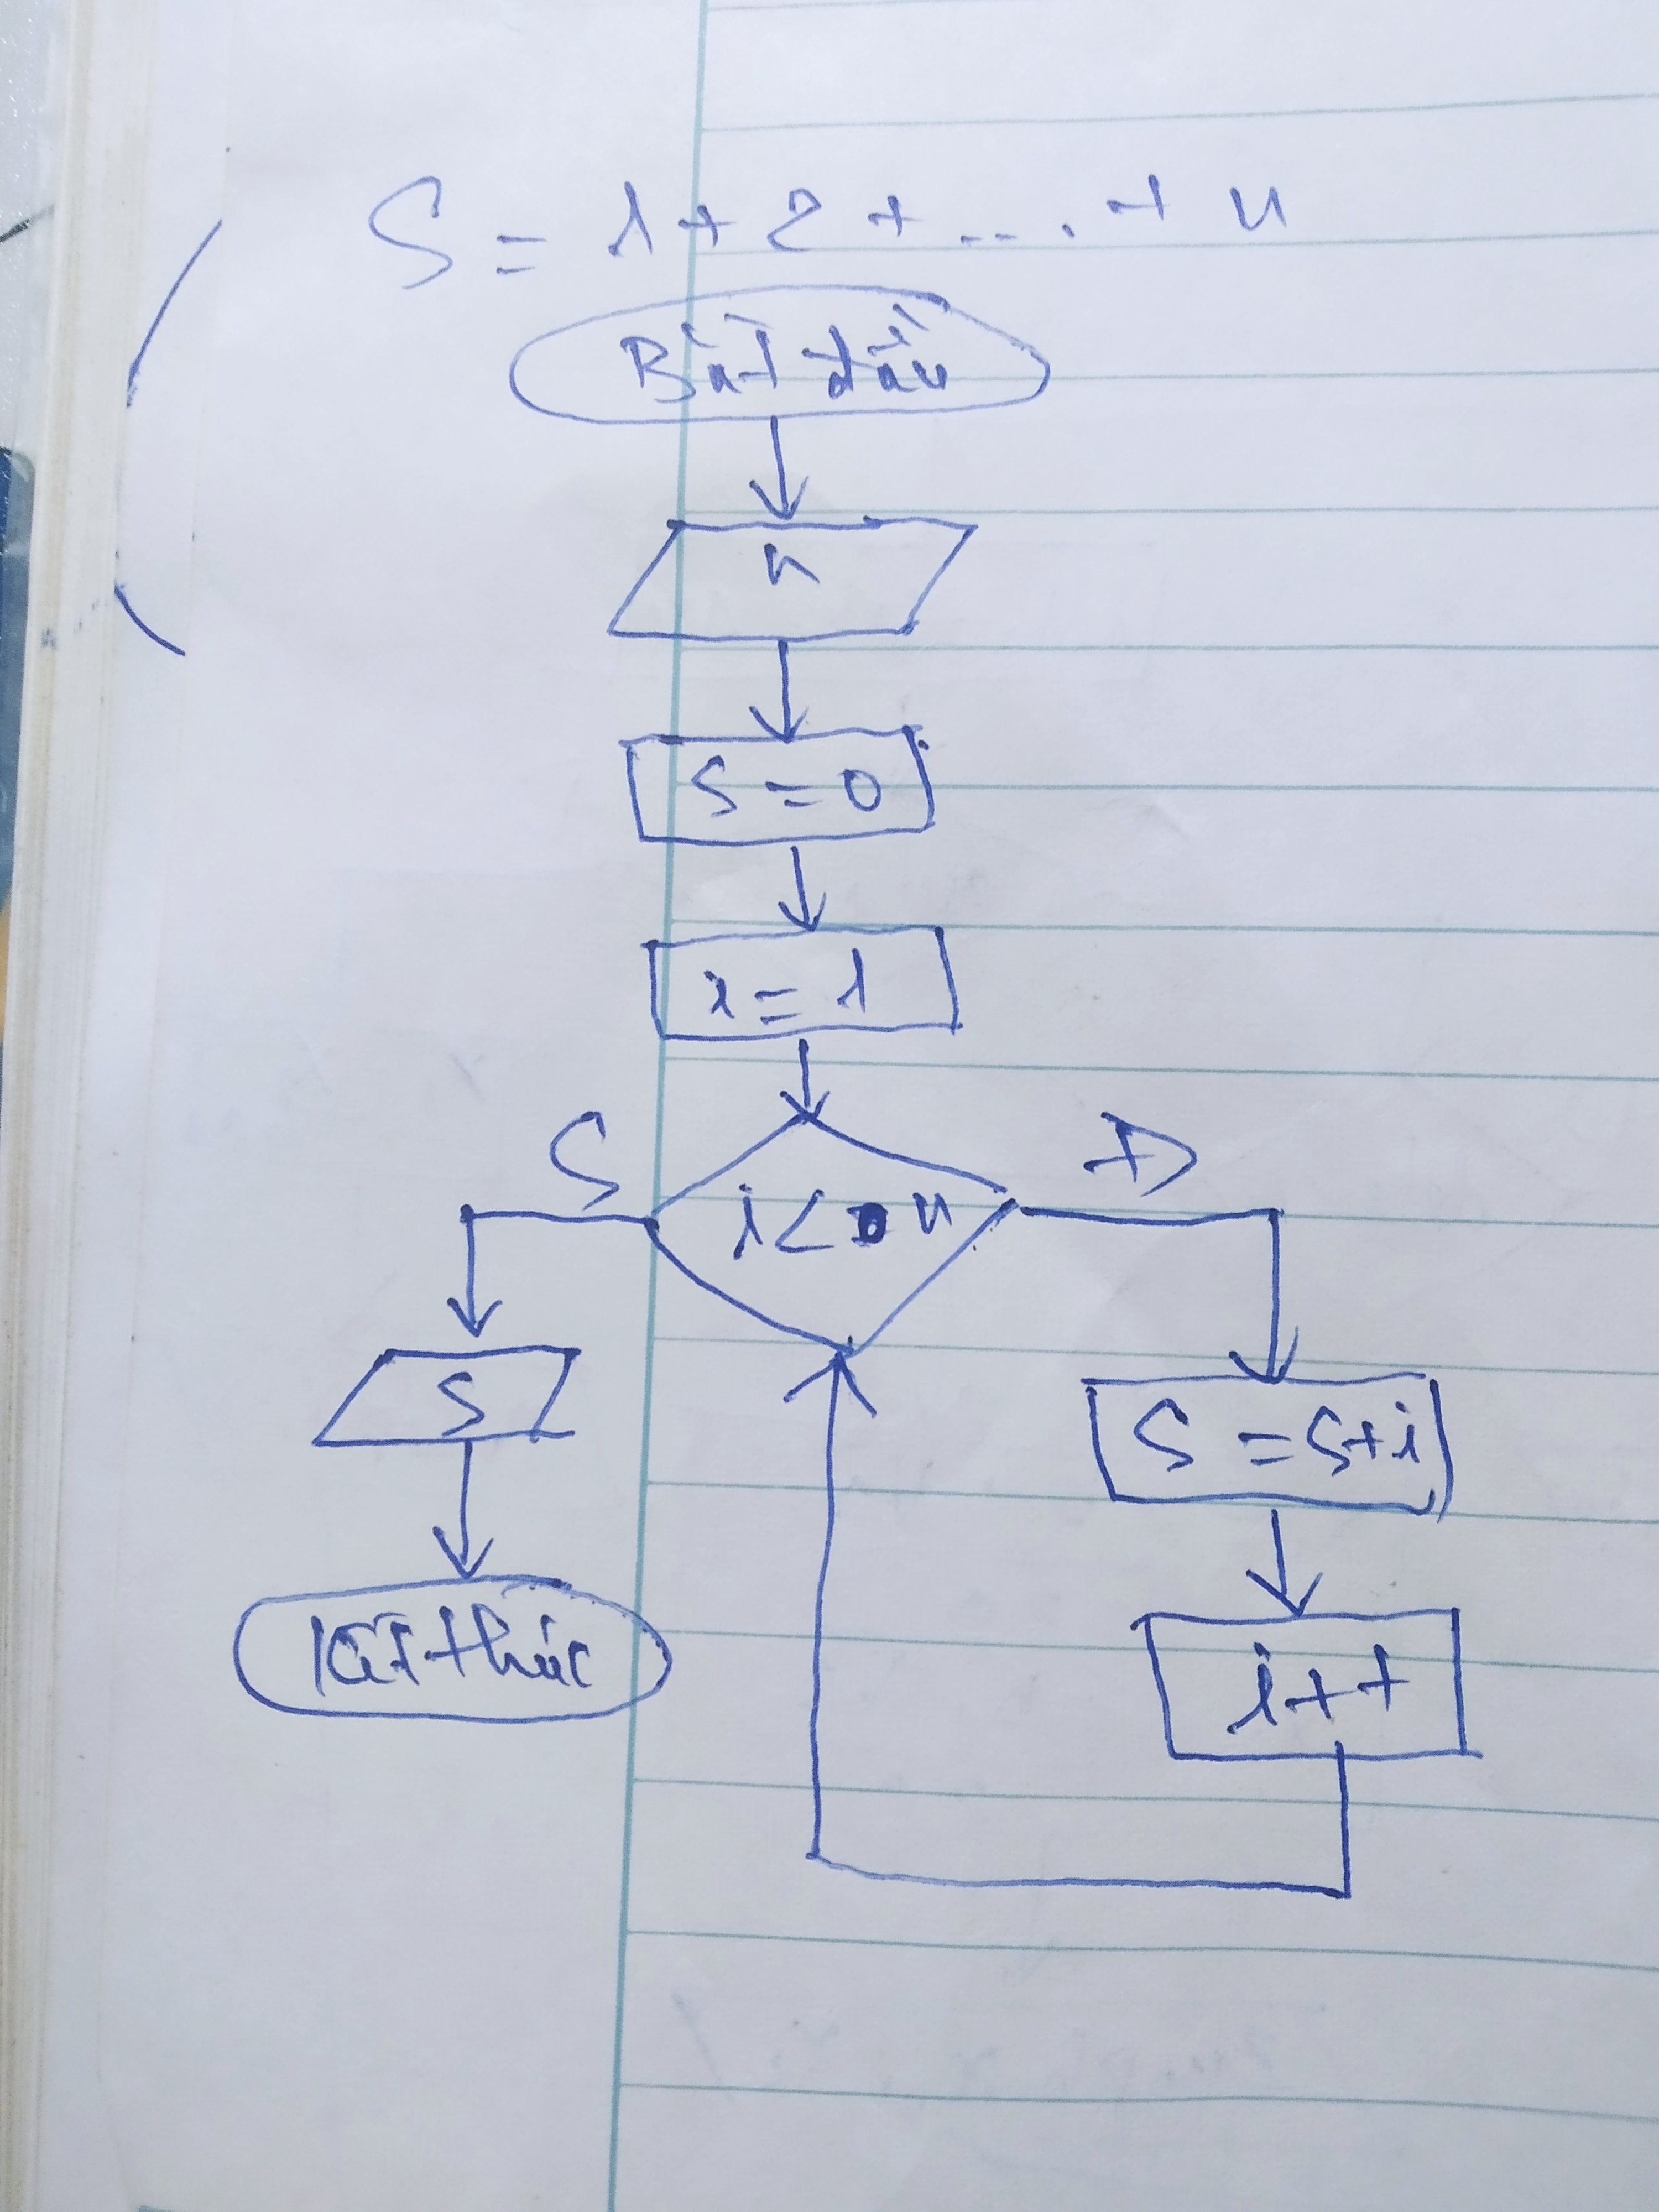 S = 1 + 2 + ... + n
Bắt đầu
n
S = 0
i = 1
S
Đ
i < n
S
S = S+i
Kết thúc
i++